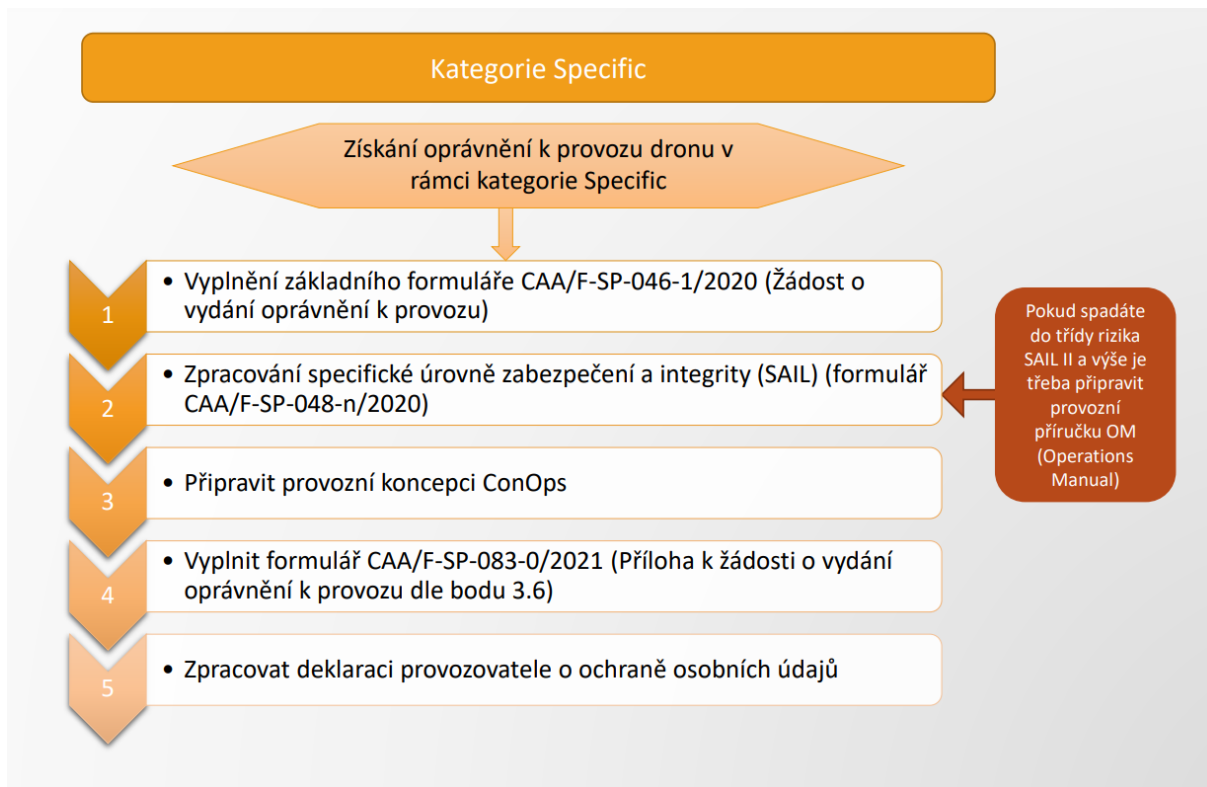 Kategorie Specific
Získání oprávnění k provozu dronu v
rámci kategorie Specific
1
• Vyplnění základního formuláře CAA/F-SP-046-1/2020 (Žádost o
vydání oprávnění k provozu)
2
• Zpracování specifické úrovně zabezpečení a integrity (SAIL) (formulář
CAA/F-SP-048-n/2020)
Pokud spadáte
do třídy rizika
SAIL II a výše je
třeba připravit
provozní
příručku OM
(Operations
Manual)
3
• Připravit provozní koncepci ConOps
4
• Vyplnit formulář CAA/F-SP-083-0/2021 (Příloha k žádosti o vydání
oprávnění k provozu dle bodu 3.6)
5
• Zpracovat deklaraci provozovatele o ochraně osobních údajů